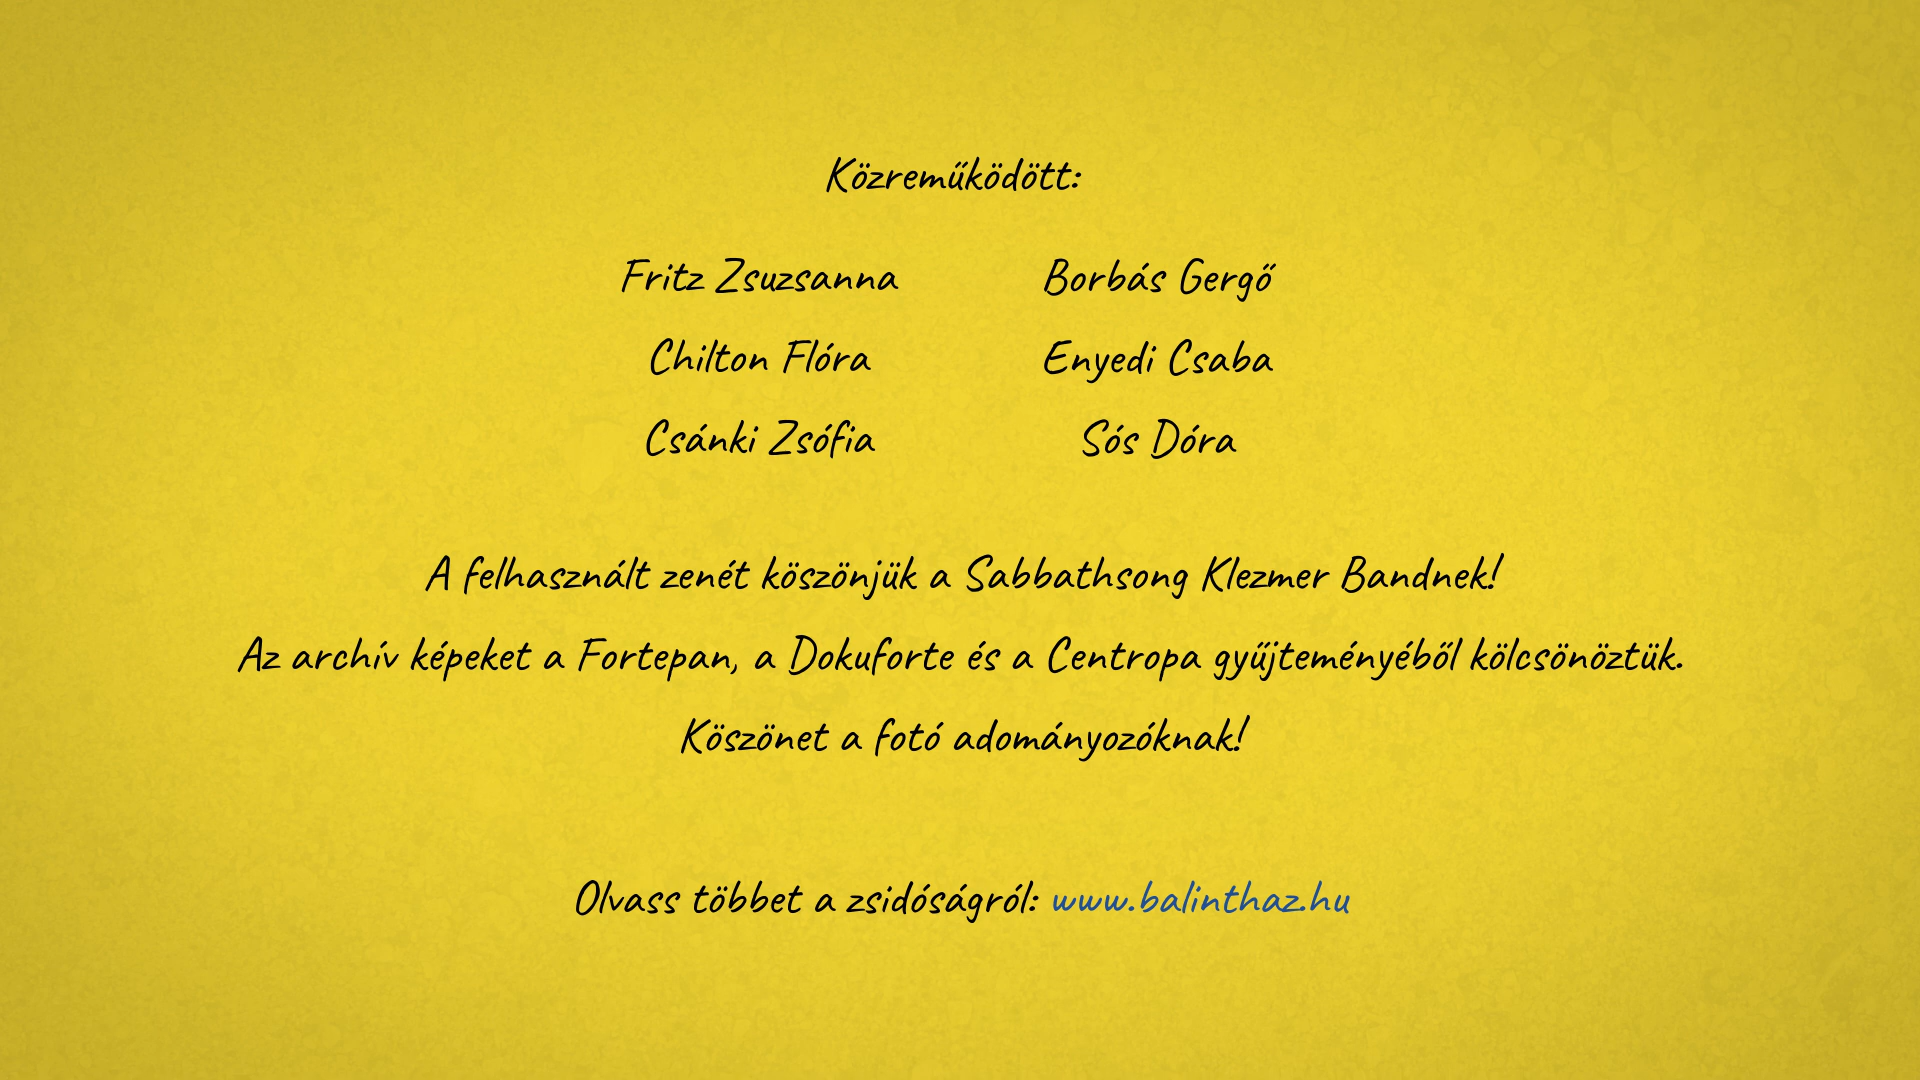 Közreműködött:
Fritz Zsuzsanna
Borbás Gergő
Chilton Flóra
Enyedi Csaba
Csánki Zsófia
Sós Dóra
A felhasznált zenét köszönjük a Sabbathsong Klezmer Bandnek!
Az archív képeket a Fortepan, a Dokuforte és a Centropa gyűjteményéből kölcsönöztük.
Köszönet a fotó adományozóknak!
Olvass többet a zsidóságról: www.balinthaz.hu